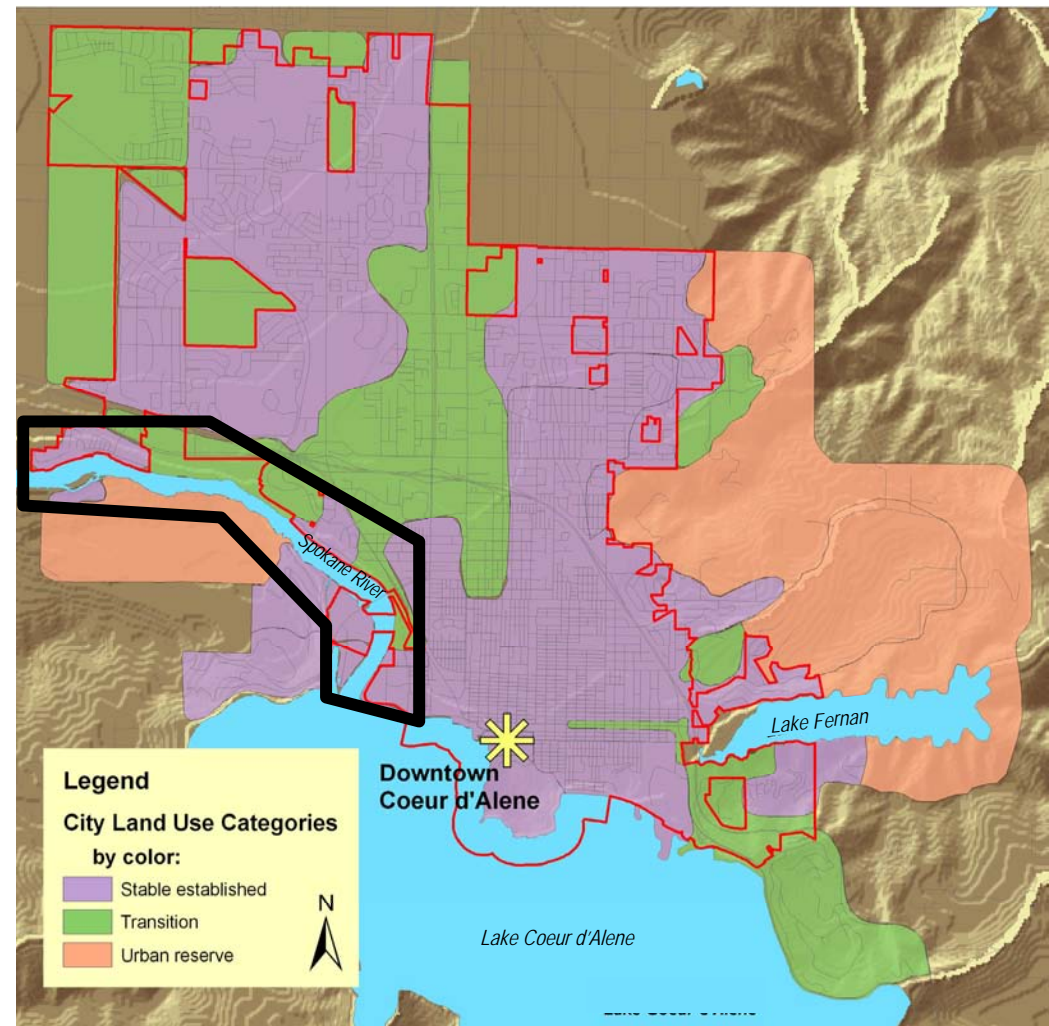 Spokane River
Lake Fernan
Downtown
Coeur d'Alene
Legend
City Land Use Categories
by color:
Stable established
Transition
Urban reserve
N
Lake Coeur d'Alene